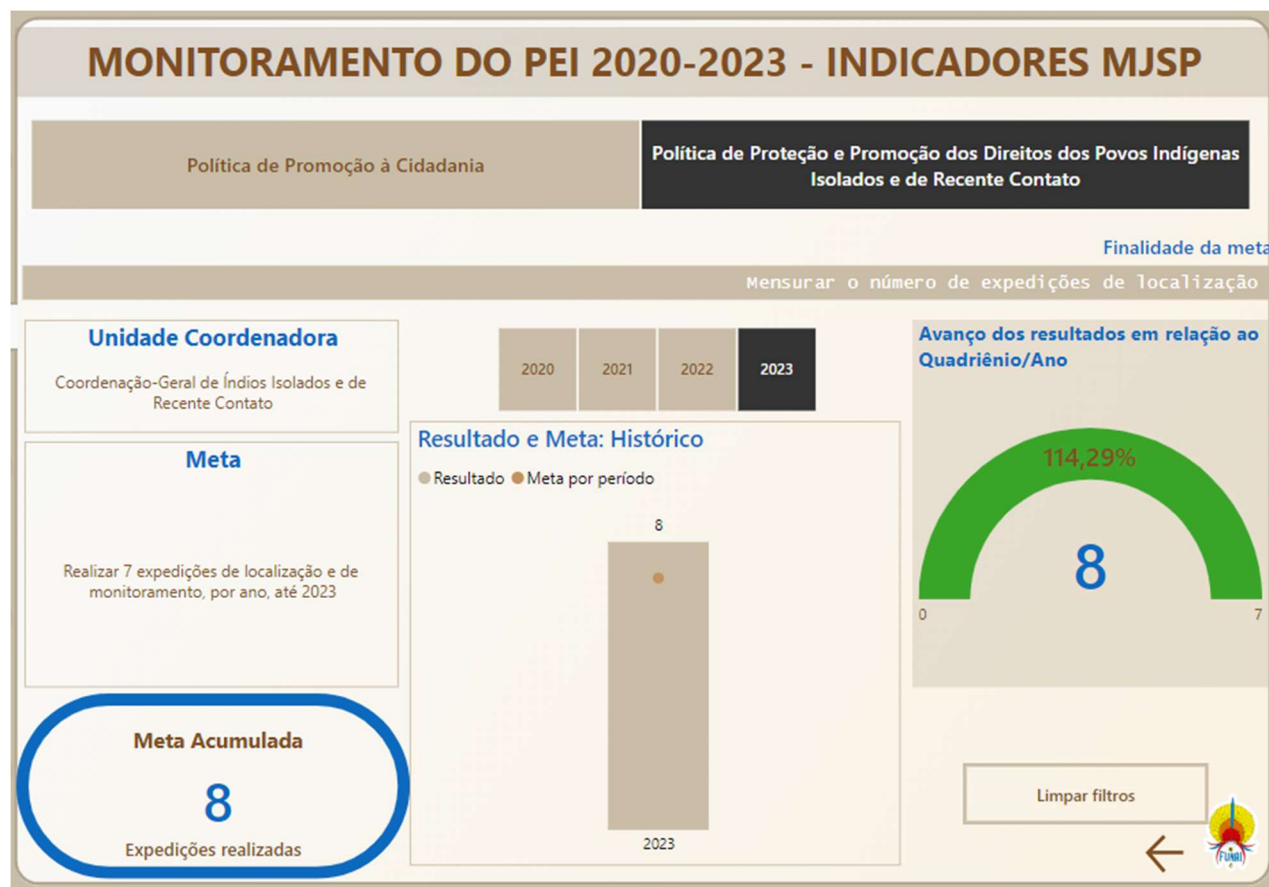 MONITORAMENTO DO PEI 2020-2023 - INDICADORES MJSP
Política de Promoção à Cidadania
Política de Proteção e Promoção dos Direitos dos Povos Indígenas
Isolados e de Recente Contato
Finalidade da meta
Mensurar o número de expedições de localização
Unidade Coordenadora
Coordenação-Geral de Índios Isolados e de
Recente Contato
Meta
Realizar 7 expedições de localização e de
monitoramento, por ano, até 2023
Meta Acumulada
8
Expedições realizadas
2020
2021
2022
2023
Resultado e Meta: Histórico
Resultado
Meta por período
8
2023
Avanço dos resultados em relação ao
Quadriênio/Ano
114,29%
8
0
7
Limpar filtros
FUNAI